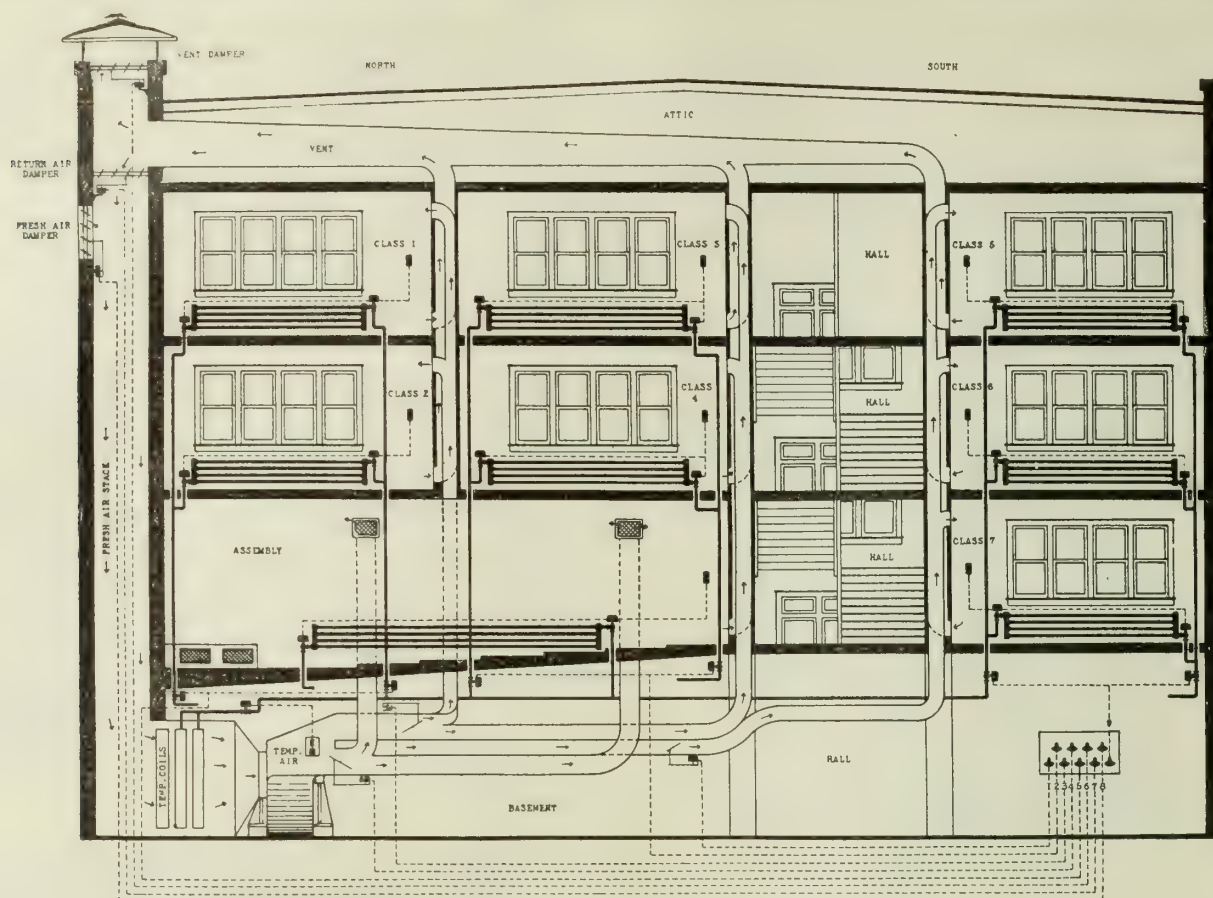 VENT DAMPER
NORTH
SOUTH
ATTIC
VENT
RETURN AIR
DAMPER
FRESH AIR
DAMPER
CLASS 1
CLASS 3
HALL
CLASS 5
CLASS 2
CLASS
4
HALL
CLASS 6
FRESH AIR STACK
ASSEMBLY
HALL
CLASS 7
TEMP. COILS
TEMP.
AIR
HALL
BASEMENT
1 2 3 4 5 6 7 8